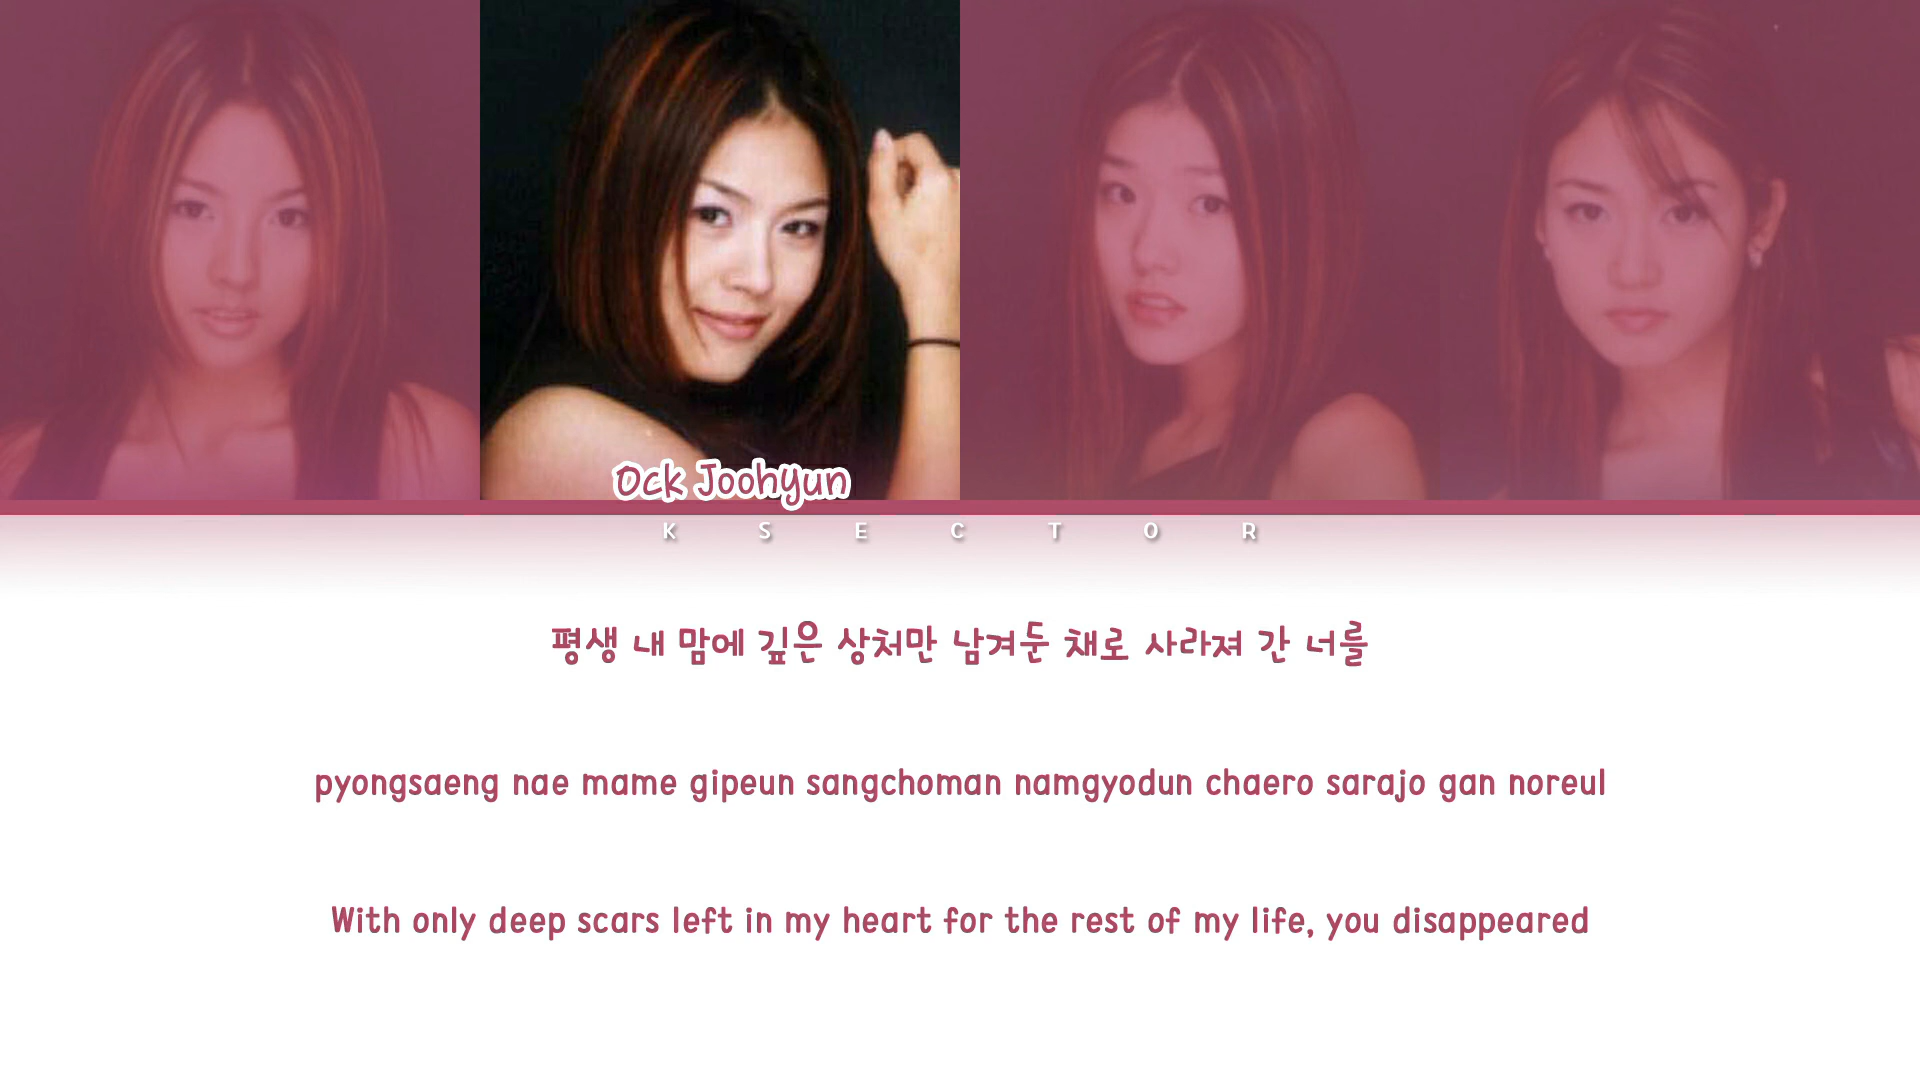 Ock Joohyun
K S E C T O R
평생 내 맘에 깊은 상처만 남겨둔 채로 사라져 간 너를
pyongsaeng nae mame gipeun sangchoman namgyodun chaero sarajo gan noreul
With only deep scars left in my heart for the rest of my life, you disappeared